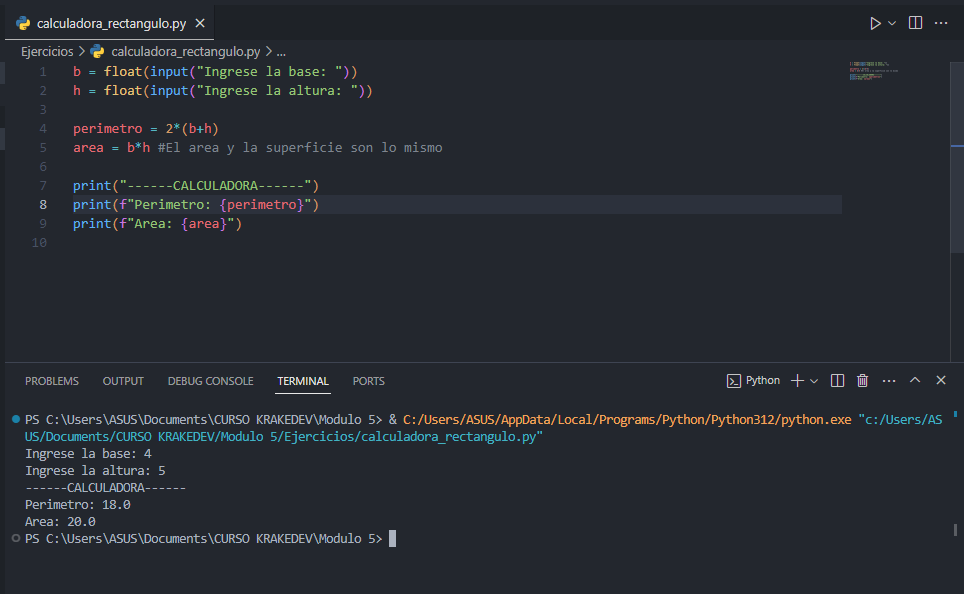 calculadora_rectangulo.py
Ejercicios > calculadora_rectangulo.py > ...
1 b = float(input("Ingrese la base: "))
2 h = float(input("Ingrese la altura: "))
3
4 perimetro = 2*(b+h)
5 area = b*h #El area y la superficie son lo mismo
6
7 print("------CALCULADORA------")
8 print(f"Perimetro: {perimetro}")
9 print(f"Area: {area}")
10
PROBLEMS OUTPUT DEBUG CONSOLE TERMINAL PORTS Python
PS C:\Users\ASUS\Documents\CURSO KRAKEDEV\Modulo 5> & C:/Users/ASUS/AppData/Local/Programs/Python/Python312/python.exe "c:/Users/AS
US/Documents/CURSO KRAKEDEV/Modulo 5/Ejercicios/calculadora_rectangulo.py"
Ingrese la base: 4
Ingrese la altura: 5
------CALCULADORA------
Perimetro: 18.0
Area: 20.0
PS C:\Users\ASUS\Documents\CURSO KRAKEDEV\Modulo 5>